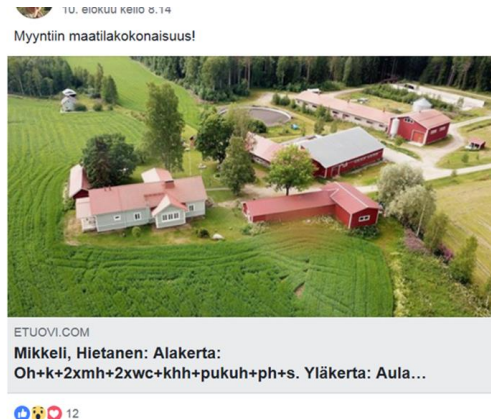 10. elokuu kello 8.14
Myyntiin maatilakokonaisuus!
ETUOVI.COM
Mikkeli, Hietanen: Alakerta:
Oh+k+2xmh+2xwc+khh+pukuh+ph+s. Yläkerta: Aula...
12